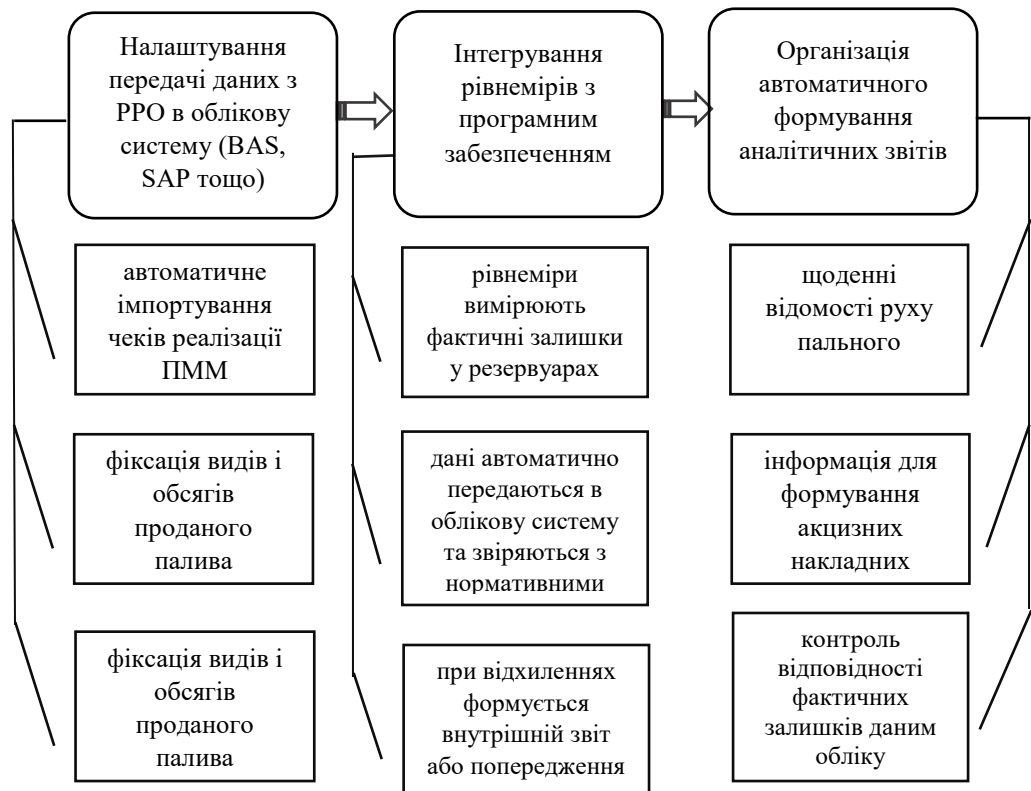 Налаштування
передачі даних з
РРО в облікову
систему (BAS,
SAP тощо)
Інтегрування
рівнемірів з
програмним
забезпеченням
Організація
автоматичного
формування
аналітичних звітів
автоматичне
імпортування
чеків реалізації
ПММ
рівнеміри
вимірюють
фактичні залишки
у резервуарах
щоденні
відомості руху
пального
фіксація видів і
обсягів
проданого
палива
дані автоматично
передаються в
облікову систему
та звіряються з
нормативними
інформація для
формування
акцизних
накладних
фіксація видів і
обсягів
проданого
палива
при відхиленнях
формується
внутрішній звіт
або попередження
контроль
відповідності
фактичних
залишків даним
обліку